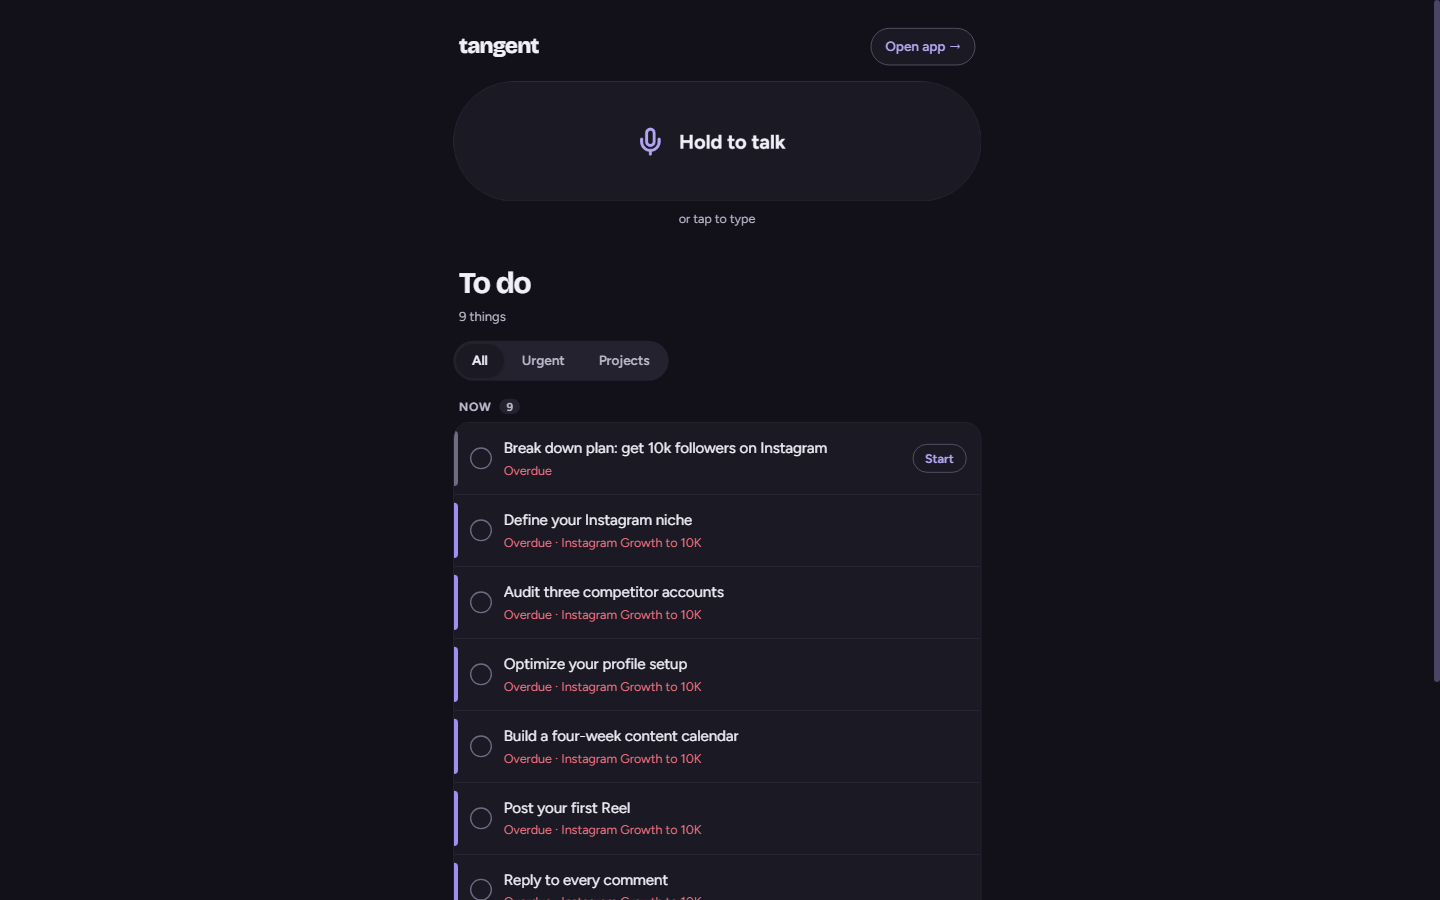 tangent
Open app →
Hold to talk
or tap to type
To do
9 things
All
Urgent
Projects
NOW 9
Break down plan: get 10k followers on Instagram
Overdue
Start
Define your Instagram niche
Overdue · Instagram Growth to 10K
Audit three competitor accounts
Overdue · Instagram Growth to 10K
Optimize your profile setup
Overdue · Instagram Growth to 10K
Build a four-week content calendar
Overdue · Instagram Growth to 10K
Post your first Reel
Overdue · Instagram Growth to 10K
Reply to every comment